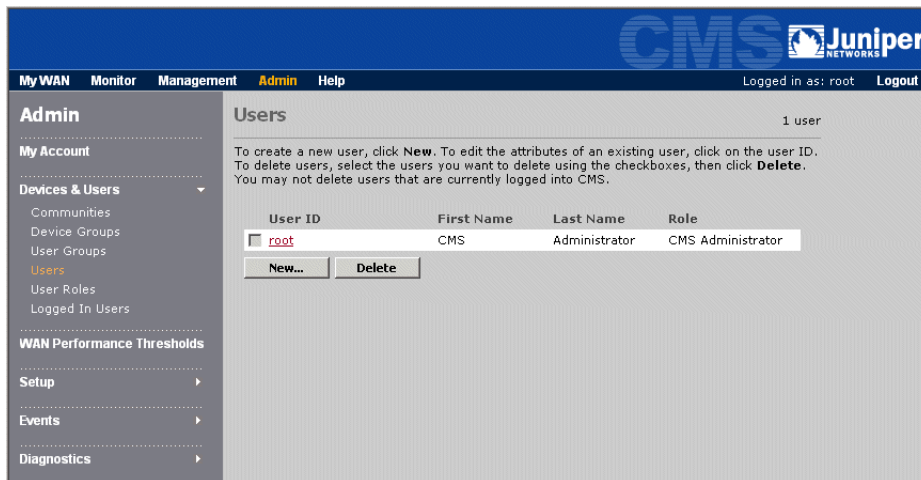 CMS Juniper NETWORKS
My WAN Monitor Management Admin Help Logged in as: root Logout
Admin
My Account
Devices & Users
Communities
Device Groups
User Groups
Users
User Roles
Logged In Users
WAN Performance Thresholds
Setup
Events
Diagnostics
Users 1 user
To create a new user, click New. To edit the attributes of an existing user, click on the user ID.
To delete users, select the users you want to delete using the checkboxes, then click Delete.
You may not delete users that are currently logged into CMS.
User ID First Name Last Name Role
root CMS Administrator CMS Administrator
New... Delete